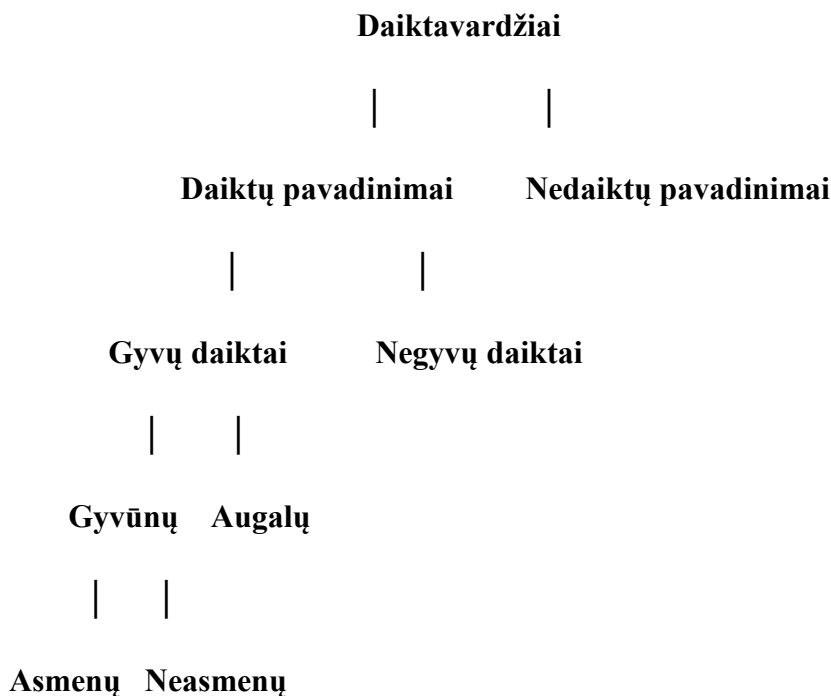 Daiktavardžiai
Daiktų pavadinimai Nedaiktų pavadinimai
Gyvų daiktai Negyvų daiktai
Gyvūnų Augalų
Asmenų Neasmenų